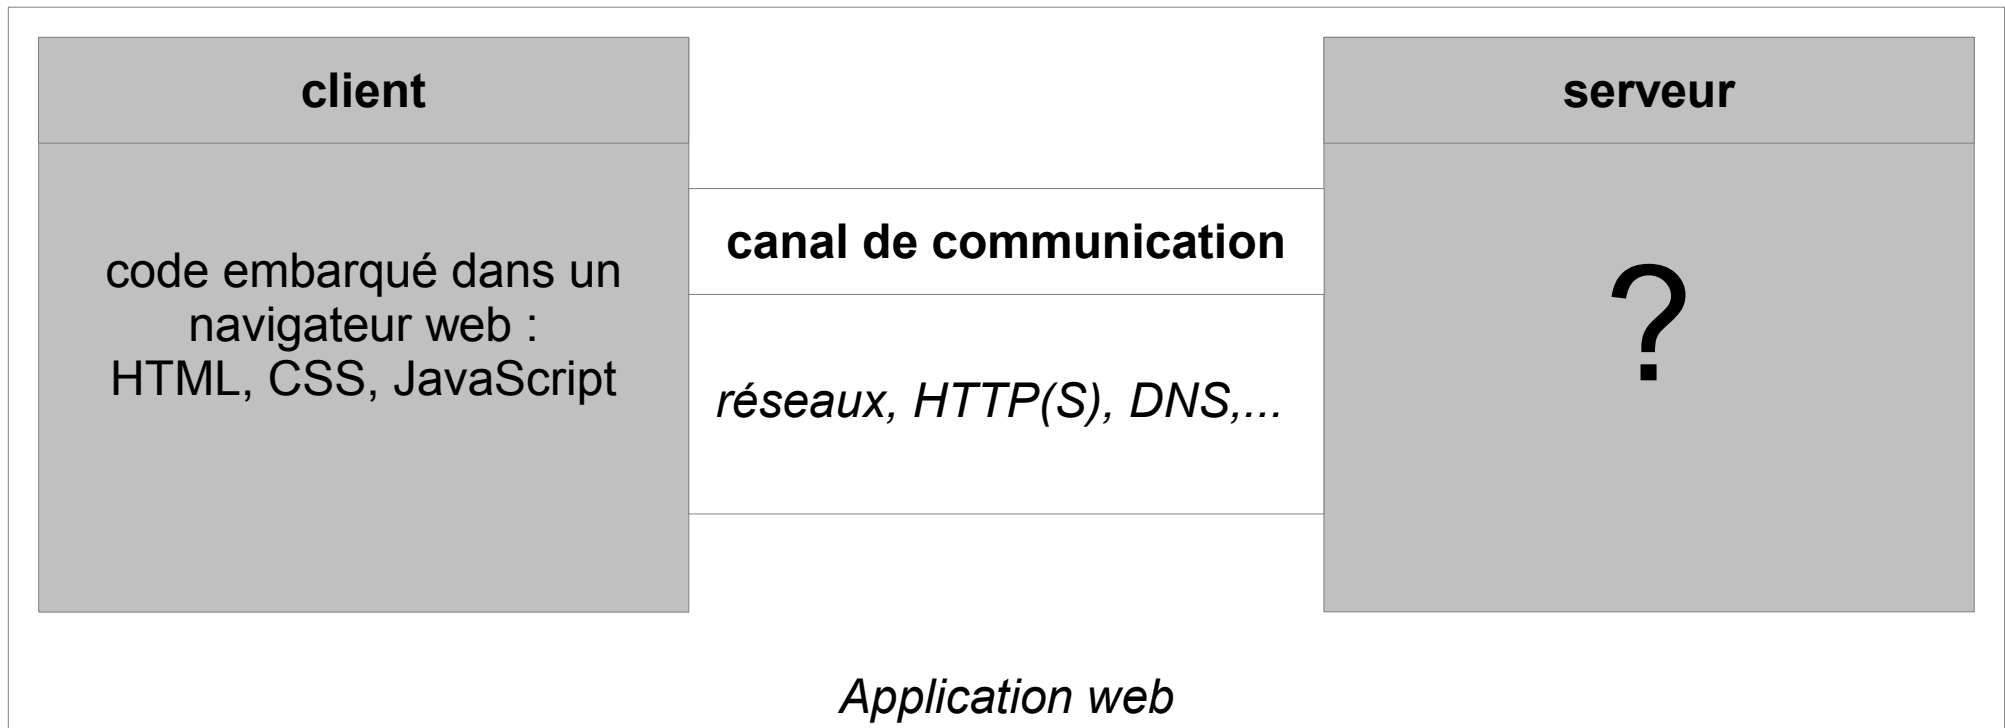 client
code embarqué dans un
navigateur web :
HTML, CSS, JavaScript
canal de communication
réseaux, HTTP(S), DNS,...
serveur
?
Application web